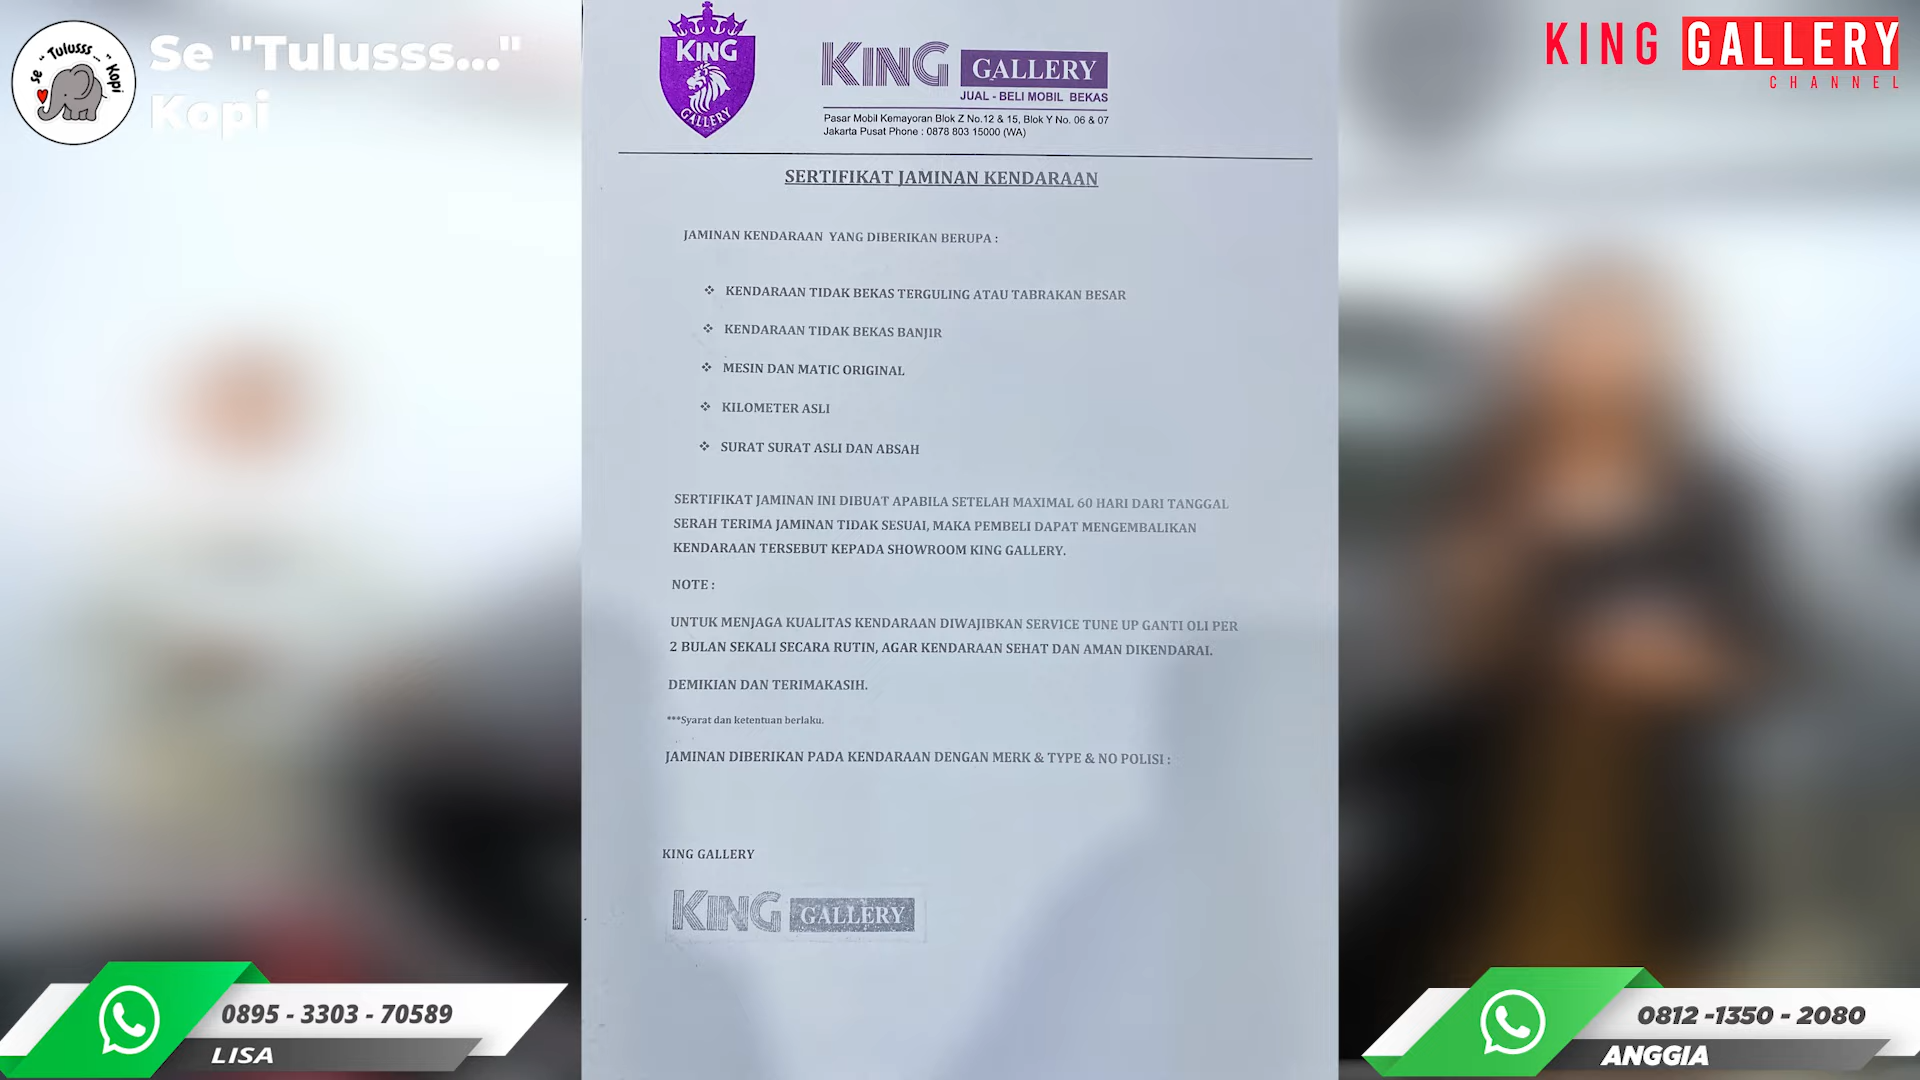 Se "Tulusss..." Kopi
Se "Tulusss..."
Kopi
KING GALLERY
CHANNEL
KING
GALLERY
KING GALLERY
JUAL - BELI MOBIL BEKAS
Pasar Mobil Kemayoran Blok Z No.12 & 15, Blok Y No. 06 & 07
Jakarta Pusat Phone : 0878 803 15000 (WA)
SERTIFIKAT JAMINAN KENDARAAN
JAMINAN KENDARAAN YANG DIBERIKAN BERUPA :
❖ KENDARAAN TIDAK BEKAS TERGULING ATAU TABRAKAN BESAR
❖ KENDARAAN TIDAK BEKAS BANJIR
❖ MESIN DAN MATIC ORIGINAL
❖ KILOMETER ASLI
❖ SURAT SURAT ASLI DAN ABSAH
SERTIFIKAT JAMINAN INI DIBUAT APABILA SETELAH MAXIMAL 60 HARI DARI TANGGAL
SERAH TERIMA JAMINAN TIDAK SESUAI, MAKA PEMBELI DAPAT MENGEMBALIKAN
KENDARAAN TERSEBUT KEPADA SHOWROOM KING GALLERY.
NOTE :
UNTUK MENJAGA KUALITAS KENDARAAN DIWAJIBKAN SERVICE TUNE UP GANTI OLI PER
2 BULAN SEKALI SECARA RUTIN, AGAR KENDARAAN SEHAT DAN AMAN DIKENDARAI.
DEMIKIAN DAN TERIMAKASIH.
***Syarat dan ketentuan berlaku.
JAMINAN DIBERIKAN PADA KENDARAAN DENGAN MERK & TYPE & NO POLISI :
KING GALLERY
KING GALLERY
0895 - 3303 - 70589
LISA
0812 -1350 - 2080
ANGGIA